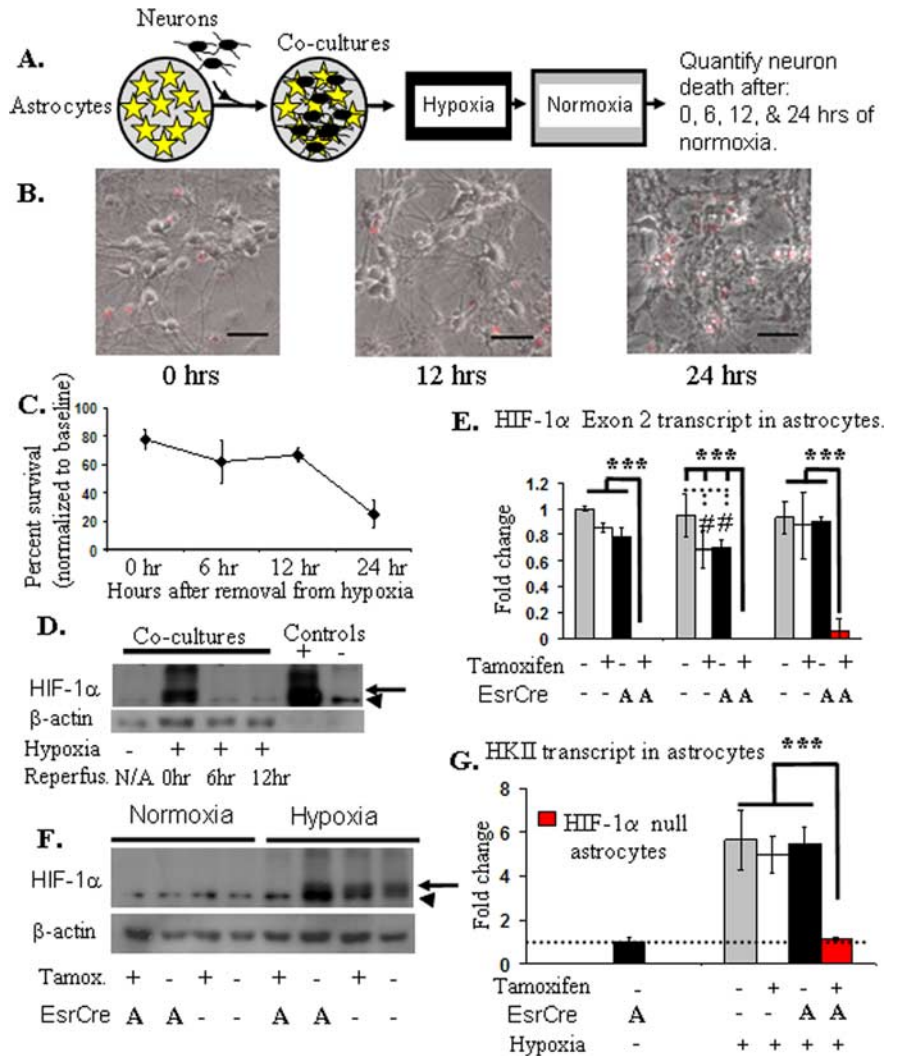 A.
Neurons
Astrocytes
Co-cultures
Hypoxia
Normoxia
Quantify neuron
death after:
0, 6, 12, & 24 hrs of
normoxia.
B.
0 hrs
12 hrs
24 hrs
C.
Percent survival
(normalized to baseline)
100
80
60
40
20
0
0 hr 6 hr 12 hr 24 hr
Hours after removal from hypoxia
D.
Co-cultures Controls
+ -
HIF-1α
β-actin
Hypoxia - + + +
Reperfus. N/A 0hr 6hr 12hr
E. HIF-1α Exon 2 transcript in astrocytes.
*** *** ***
# #
Fold change
1.2
1
0.8
0.6
0.4
0.2
0
Tamoxifen - + - + - + - + - + - +
EsrCre - - A A - - A A - - A A
F.
Normoxia Hypoxia
HIF-1α
β-actin
Tamox. + - + - + - + -
EsrCre A A - - A A - -
G. HKII transcript in astrocytes
***
HIF-1α null
astrocytes
Fold change
8
6
4
2
0
Tamoxifen - - + - +
EsrCre A - - A A
Hypoxia - + + + +